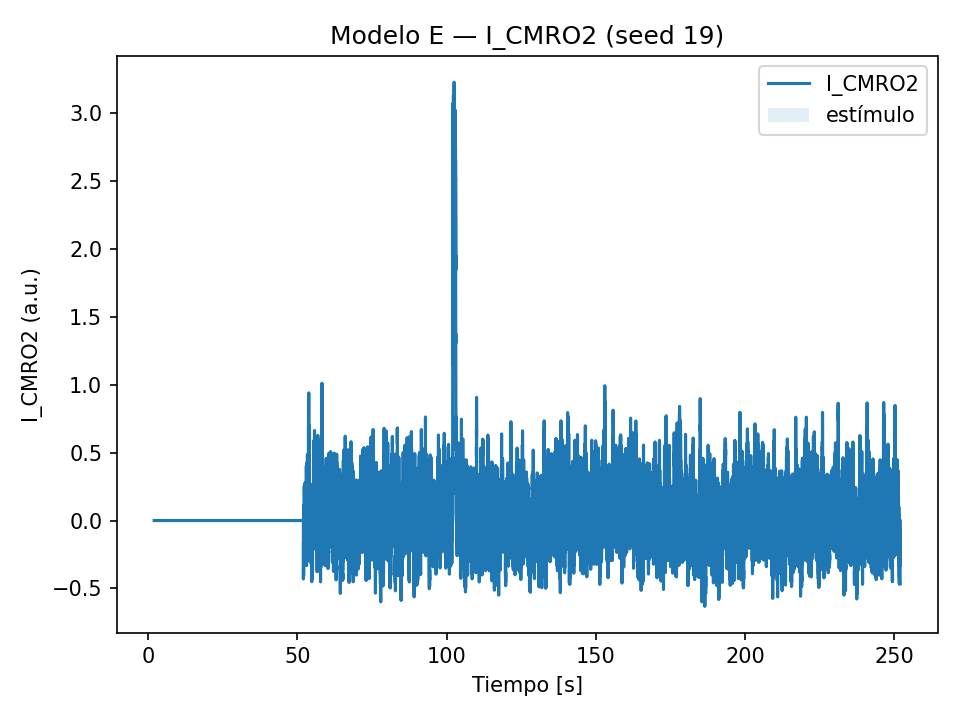 Modelo E — I_CMRO2 (seed 19)
I_CMRO2
estímulo
I_CMRO2 (a.u.)
3.0
2.5
2.0
1.5
1.0
0.5
0.0
−0.5
0 50 100 150 200 250
Tiempo [s]